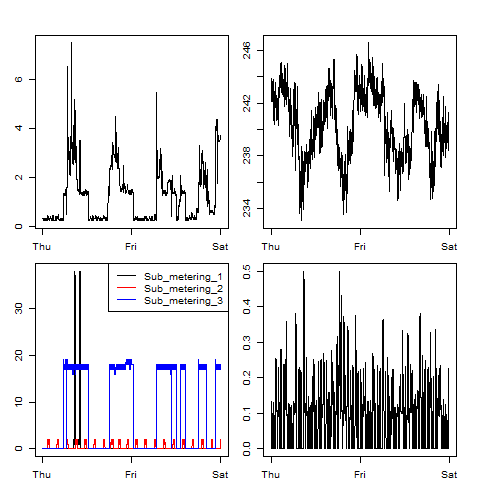 6
4
2
0
Thu Fri Sat
246
242
238
234
Thu Fri Sat
Sub_metering_1
Sub_metering_2
Sub_metering_3
30
20
10
0
Thu Fri Sat
0.5
0.4
0.3
0.2
0.1
0.0
Thu Fri Sat